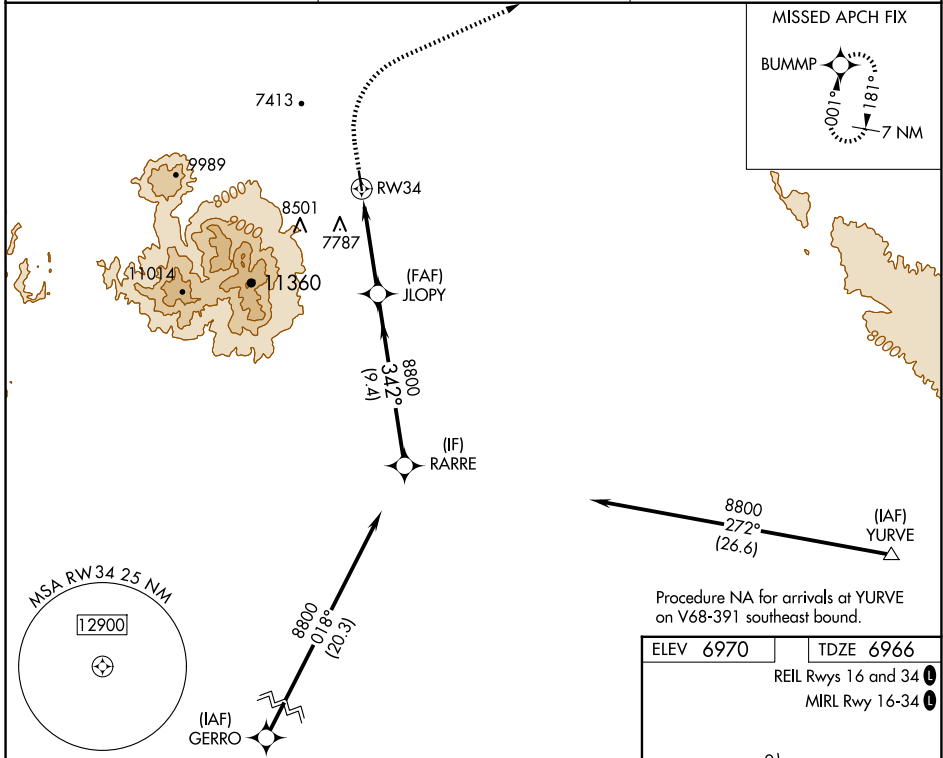 MISSED APCH FIX
BUMMP
001°
181°
7 NM
7413
9989
8000
9000
8501
7787
RW34
11014
11360
(FAF)
JLOPY
8800
342°
(9.4)
(IF)
RARRE
8000
8800
272°
(26.6)
(IAF)
YURVE
MSA RW34 25 NM
12900
8800
018°
(20.3)
(IAF)
GERRO
Procedure NA for arrivals at YURVE
on V68-391 southeast bound.
ELEV 6970
TDZE 6966
REIL Rwys 16 and 34 L
MIRL Rwy 16-34 L